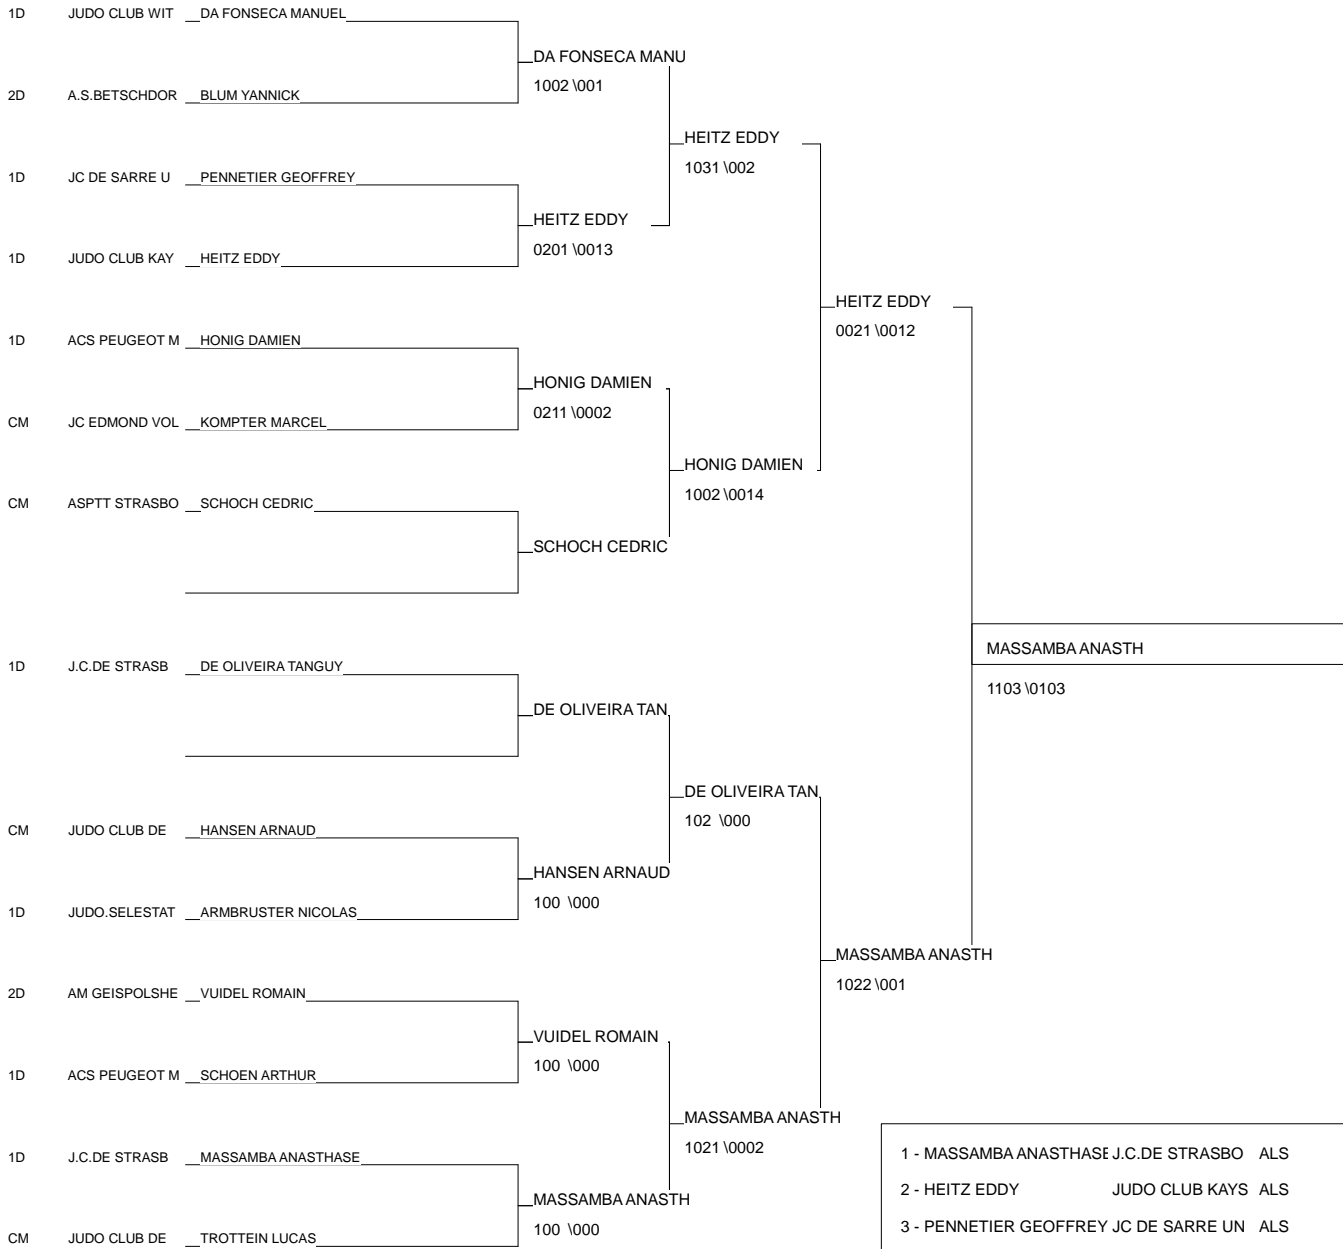 1D JUDO CLUB WIT DA FONSECA MANUEL
DA FONSECA MANU
1002 \001
2D A.S.BETSCHDOR BLUM YANNICK
HEITZ EDDY
1031 \002
1D JC DE SARRE U PENNETIER GEOFFREY
HEITZ EDDY
0201 \0013
1D JUDO CLUB KAY HEITZ EDDY
HEITZ EDDY
0021 \0012
1D ACS PEUGEOT M HONIG DAMIEN
HONIG DAMIEN
0211 \0002
CM JC EDMOND VOL KOMPTER MARCEL
HONIG DAMIEN
1002 \0014
CM ASPTT STRASBO SCHOCH CEDRIC
SCHOCH CEDRIC
MASSAMBA ANASTH
1103 \0103
1D J.C.DE STRASB DE OLIVEIRA TANGUY
DE OLIVEIRA TAN
DE OLIVEIRA TAN
102 \000
CM JUDO CLUB DE HANSEN ARNAUD
HANSEN ARNAUD
100 \000
1D JUDO.SELESTAT ARMBRUSTER NICOLAS
MASSAMBA ANASTH
1022 \001
2D AM GEISPOLSHE VUIDEL ROMAIN
VUIDEL ROMAIN
100 \000
1D ACS PEUGEOT M SCHOEN ARTHUR
MASSAMBA ANASTH
1021 \0002
1D J.C.DE STRASB MASSAMBA ANASTHASE
MASSAMBA ANASTH
100 \000
CM JUDO CLUB DE TROTTEIN LUCAS
1 - MASSAMBA ANASTHASE J.C.DE STRASBO ALS
2 - HEITZ EDDY JUDO CLUB KAYS ALS
3 - PENNETIER GEOFFREY JC DE SARRE UN ALS